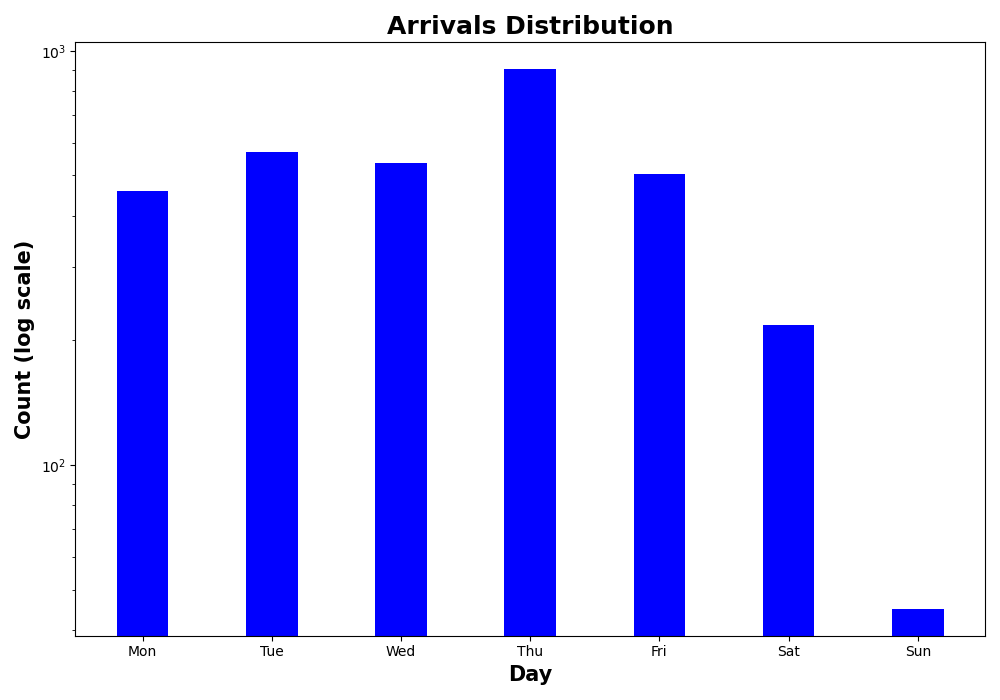 Arrivals Distribution
Count (log scale)
10³
10²
Mon Tue Wed Thu Fri Sat Sun
Day